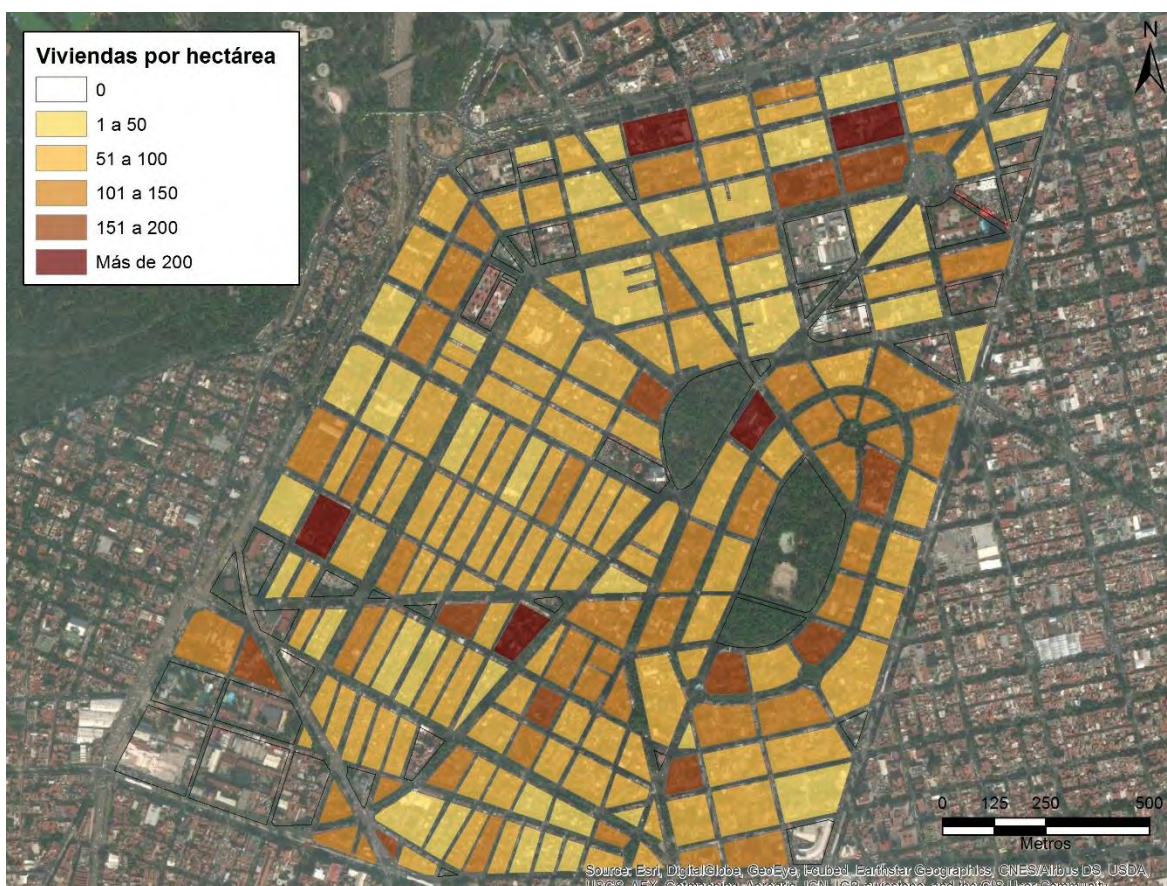 Viviendas por hectárea
0
1 a 50
51 a 100
101 a 150
151 a 200
Más de 200
N
0 125 250 500
Metros
Source: Esri, DigitalGlobe, GeoEye, i-cubed, Earthstar Geographics, CNES/Airbus DS, USDA,